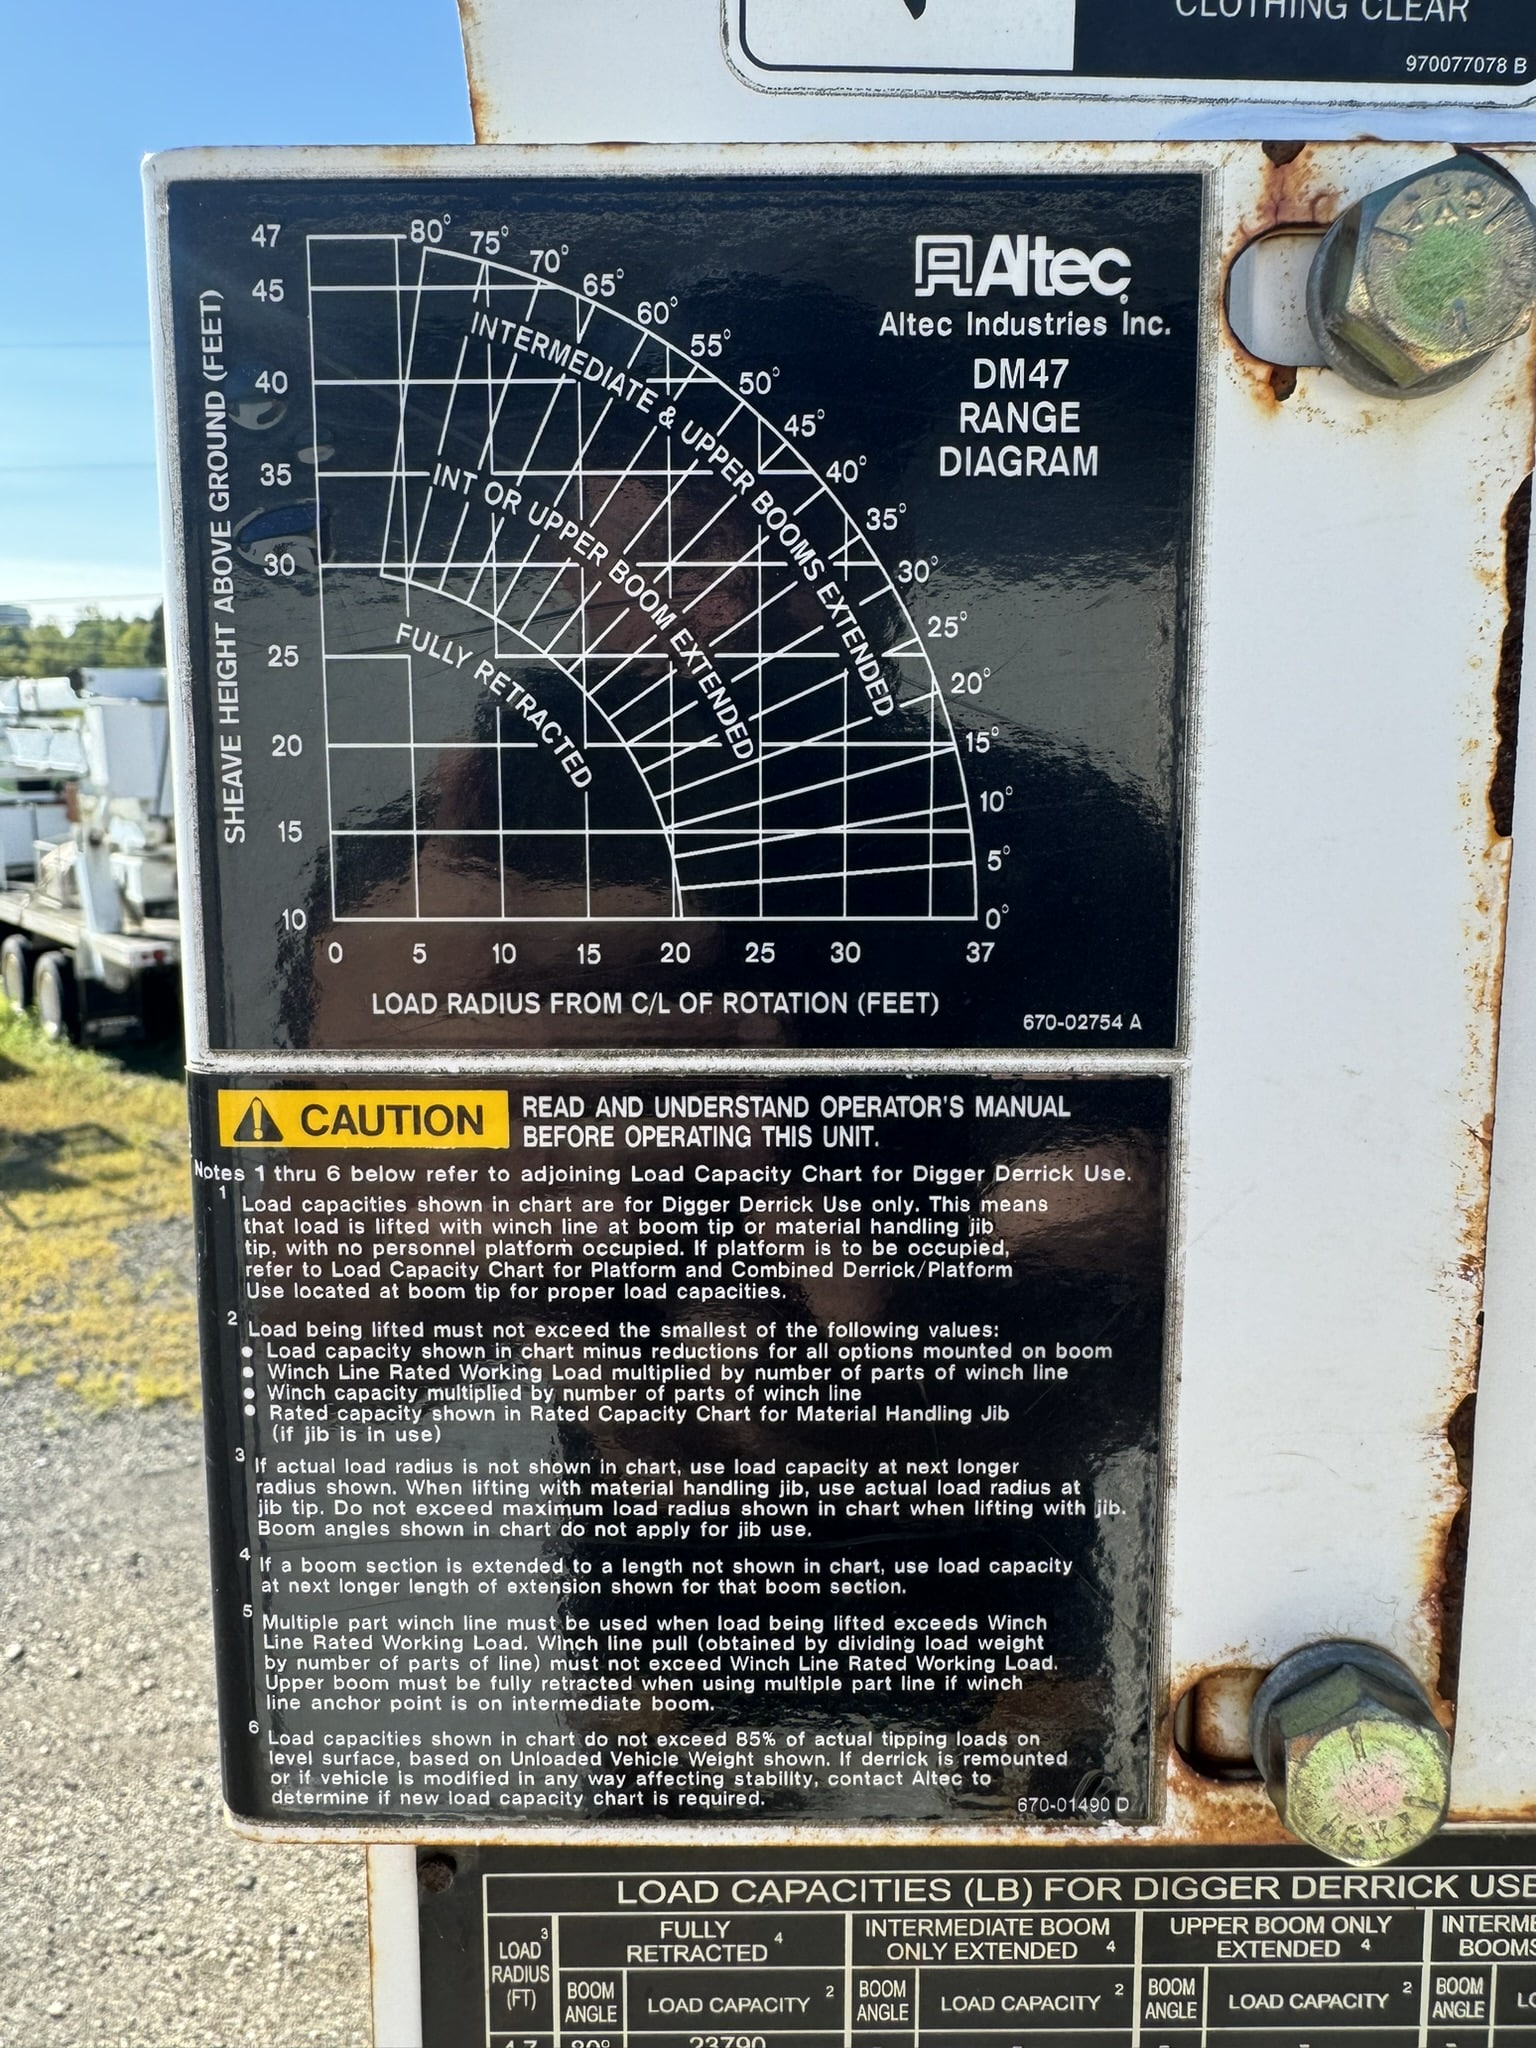 CLOTHING CLEAR
970077078 B
Altec
Altec Industries Inc.
DM47
RANGE
DIAGRAM
SHEAVE HEIGHT ABOVE GROUND (FEET)
47
45
40
35
30
25
20
15
10
80°
75°
70°
65°
60°
55°
50°
45°
40°
35°
30°
25°
20°
15°
10°
5°
0°
INTERMEDIATE & UPPER BOOMS EXTENDED
INT OR UPPER BOOM EXTENDED
FULLY RETRACTED
0 5 10 15 20 25 30 37
LOAD RADIUS FROM C/L OF ROTATION (FEET)
670-02754 A
CAUTION
READ AND UNDERSTAND OPERATOR'S MANUAL
BEFORE OPERATING THIS UNIT.
Notes 1 thru 6 below refer to adjoining Load Capacity Chart for Digger Derrick Use.
1 Load capacities shown in chart are for Digger Derrick Use only. This means
that load is lifted with winch line at boom tip or material handling jib
tip, with no personnel platform occupied. If platform is to be occupied,
refer to Load Capacity Chart for Platform and Combined Derrick/Platform
Use located at boom tip for proper load capacities.
2 Load being lifted must not exceed the smallest of the following values:
● Load capacity shown in chart minus reductions for all options mounted on boom
● Winch Line Rated Working Load multiplied by number of parts of winch line
● Winch capacity multiplied by number of parts of winch line
● Rated capacity shown in Rated Capacity Chart for Material Handling Jib
(if jib is in use)
3 If actual load radius is not shown in chart, use load capacity at next longer
radius shown. When lifting with material handling jib, use actual load radius at
jib tip. Do not exceed maximum load radius shown in chart when lifting with jib.
Boom angles shown in chart do not apply for jib use.
4 If a boom section is extended to a length not shown in chart, use load capacity
at next longer length of extension shown for that boom section.
5 Multiple part winch line must be used when load being lifted exceeds Winch
Line Rated Working Load. Winch line pull (obtained by dividing load weight
by number of parts of line) must not exceed Winch Line Rated Working Load.
Upper boom must be fully retracted when using multiple part line if winch
line anchor point is on intermediate boom.
6 Load capacities shown in chart do not exceed 85% of actual tipping loads on
level surface, based on Unloaded Vehicle Weight shown. If derrick is remounted
or if vehicle is modified in any way affecting stability, contact Altec to
determine if new load capacity chart is required.
670-01490 D
LOAD CAPACITIES (LB) FOR DIGGER DERRICK USE
LOAD 3
RADIUS
(FT)
FULLY
RETRACTED 4
INTERMEDIATE BOOM
ONLY EXTENDED 4
UPPER BOOM ONLY
EXTENDED 4
BOOMS
BOOM
ANGLE
LOAD CAPACITY 2
BOOM
ANGLE
LOAD CAPACITY 2
BOOM
ANGLE
LOAD CAPACITY 2
BOOM
ANGLE
4.7 80° 23790